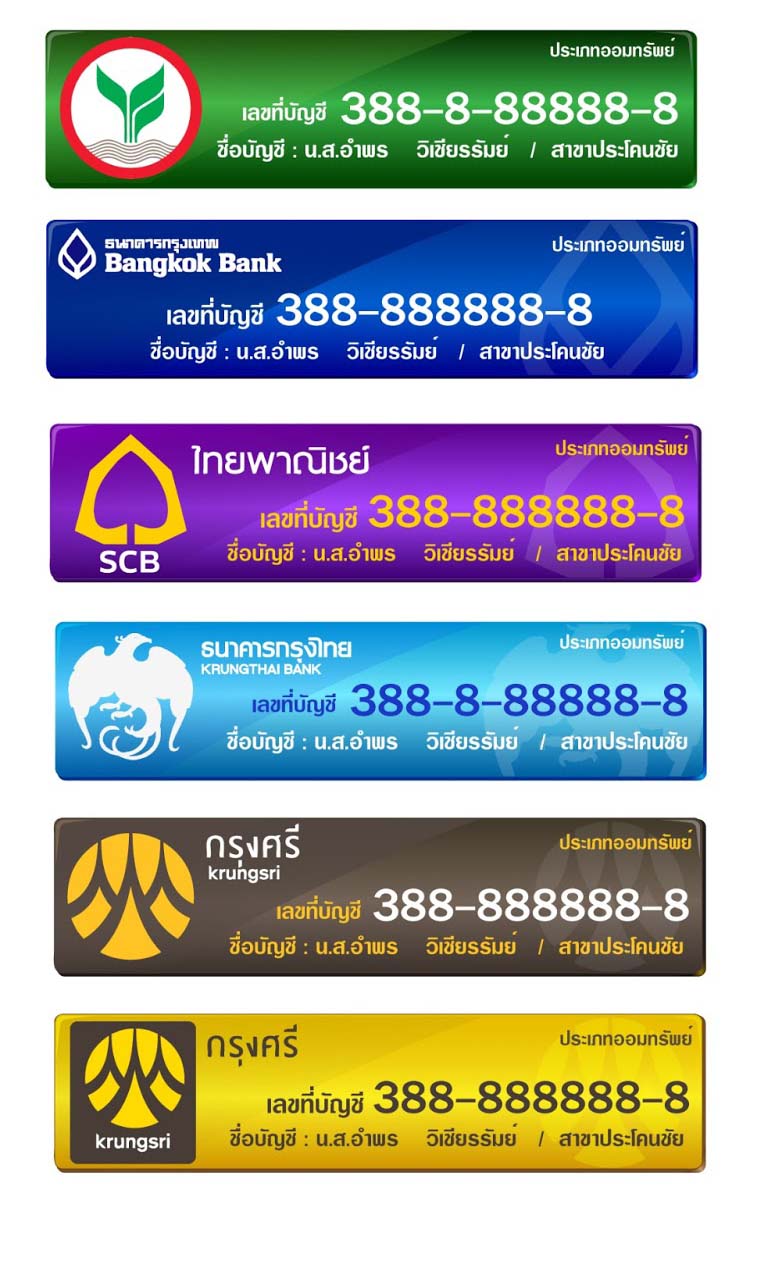 ประเภทออมทรัพย์
เลขที่บัญชี 388-8-88888-8
ชื่อบัญชี : น.ส.อำพร วิเชียรรัมย์ / สาขาประโคนชัย
ธนาคารกรุงเทพ
Bangkok Bank
ประเภทออมทรัพย์
เลขที่บัญชี 388-888888-8
ชื่อบัญชี : น.ส.อำพร วิเชียรรัมย์ / สาขาประโคนชัย
ไทยพาณิชย์
ประเภทออมทรัพย์
เลขที่บัญชี 388-888888-8
SCB
ชื่อบัญชี : น.ส.อำพร วิเชียรรัมย์ / สาขาประโคนชัย
ธนาคารกรุงไทย
KRUNGTHAI BANK
ประเภทออมทรัพย์
เลขที่บัญชี 388-8-88888-8
ชื่อบัญชี : น.ส.อำพร วิเชียรรัมย์ / สาขาประโคนชัย
กรุงศรี
krungsri
ประเภทออมทรัพย์
เลขที่บัญชี 388-888888-8
ชื่อบัญชี : น.ส.อำพร วิเชียรรัมย์ / สาขาประโคนชัย
กรุงศรี
ประเภทออมทรัพย์
เลขที่บัญชี 388-888888-8
krungsri
ชื่อบัญชี : น.ส.อำพร วิเชียรรัมย์ / สาขาประโคนชัย